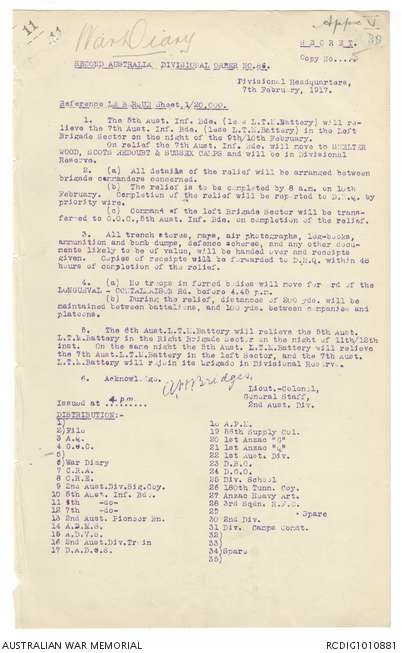 11
11
War Diary
Appx V
39
SECRET.
Copy No.
SECOND AUSTRALIA DIVISIONAL ORDER NO.84.
Divisional Headquarters,
7th February, 1917.
Reference Sheet, 1/20,000.
1. The 5th Aust. Inf. Bde. (less L.T.M.Battery) will re-
lieve the 7th Aust. Inf. Bde. (less L.T.M.Battery) in the Left
Brigade Sector on the night of the 9th/10th February.
On relief the 7th Aust. Inf. Bde. will move to SHELTER
WOOD, SCOTS REDOUBT & SUSSEX CAMPS and will be in Divisional
Reserve.
2. (a) All details of the relief will be arranged between
brigade commanders concerned.
(b) The relief is to be completed by 8 a.m. on 10th
February. Completion of the relief will be reported to D.H.Q. by
priority wire.
(c) Command of the left Brigade Sector will be trans-
ferred to G.O.C. 5th Aust. Inf. Bde. on completion of the relief.
3. All trench stores, maps, air photographs, log-books,
ammunition and bomb dumps, defence schemes, and any other docu-
ments likely to be of value, will be handed over and receipts
given. Copies of receipts will be forwarded to D.H.Q. within 48
hours of completion of the relief.
4. (a) No troops in formed bodies will move forward of the
LONGUEVAL - CONTALMAISON Rd. before 4.45 p.m.
(b) During the relief, distances of 200 yds. will be
maintained between battalions, and 100 yds. between companies and
platoons.
5. The 6th Aust.L.T.M.Battery will relieve the 5th Aust.
L.T.M.Battery in the Right Brigade Sector on the night of 11th/12th
inst. On the same night the 5th Aust. L.T.M.Battery will relieve
the 7th Aust.L.T.M.Battery in the left Sector, and the 7th Aust.
L.T.M.Battery will rejoin its brigade in Divisional Reserve.
6. Acknowledge.
AHBridges
Lieut.-Colonel,
General Staff,
2nd Aust. Div.
Issued at 4 pm.
DISTRIBUTION:-
1)
2)File
3 A.Q.
4 G.O.C.
5)
6)War Diary
7 C.R.A.
8 C.R.E.
9 2nd Aust.Div.Sig.Coy.
10 5th Aust. Inf. Bde.
11 6th -do-
12 7th -do-
13 2nd Aust. Pioneer Bn.
14 A.D.M.S.
15 A.D.V.S.
16 2nd Aust.Div.Train
17 D.A.D.O.S.
18 A.P.M.
19 Supply Col.
20 1st Anzac "G"
21 1st Anzac "Q"
22 1st Aust. Div.
23 D.B.O.
24 D.G.O.
25 Div. School
26 Tunn. Coy.
27 Anzac Heavy Art.
28 3rd Sqdn. R.F.C.
29 Spare
30 2nd Div.
31 Div. Camps Comdt.
32)
33)
34)Spare
35)
AUSTRALIAN WAR MEMORIAL
RCDIG1010881